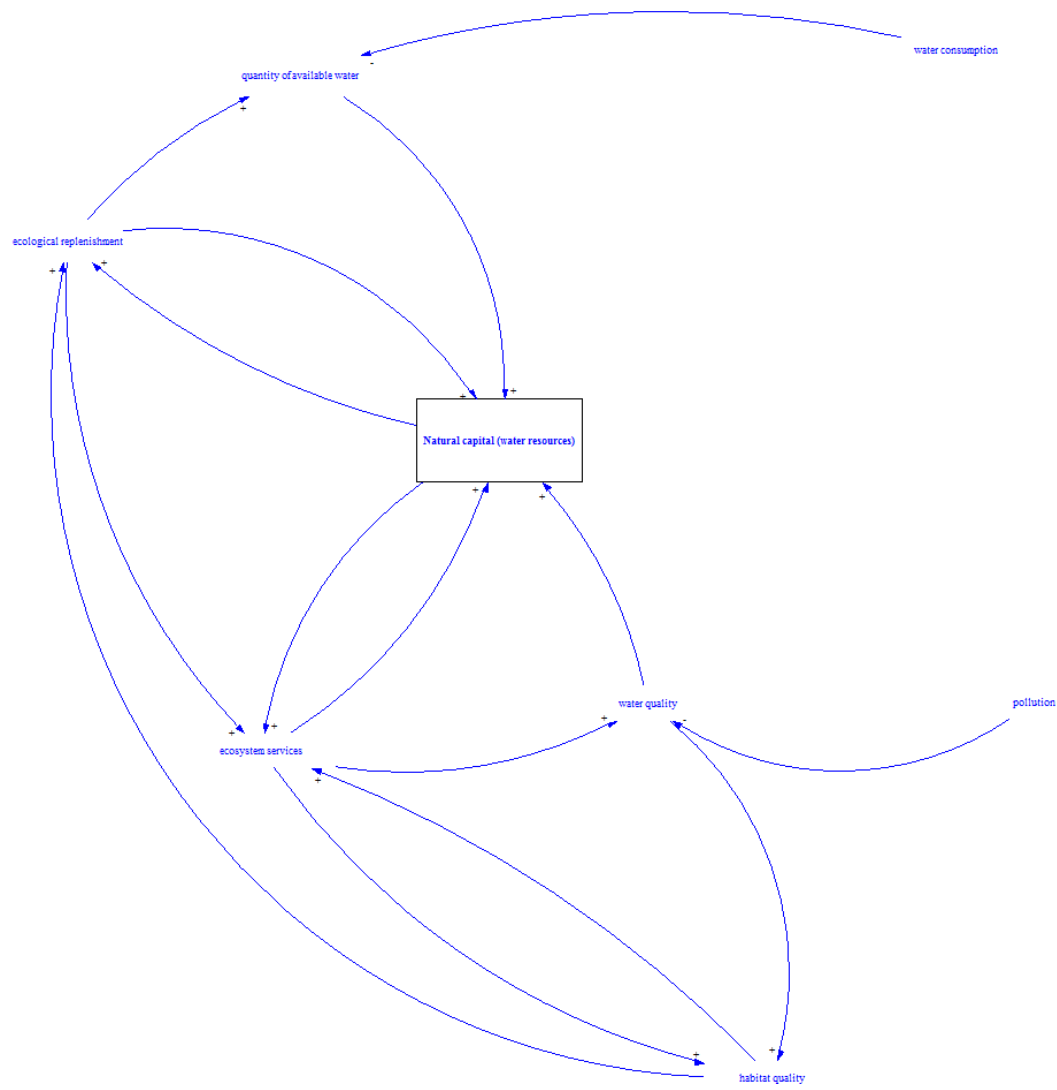 water consumption
-
quantity of available water
+
ecological replenishment
+
+
+
+
Natural capital (water resources)
+
+
water quality
pollution
+
-
+
+
ecosystem services
+
+
+
habitat quality